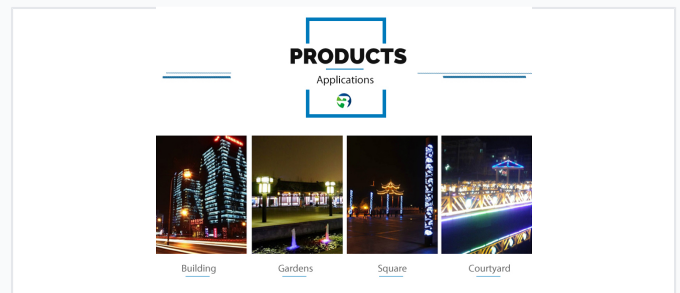 PRODUCTS
Applications
Building
Gardens
Square
Courtyard